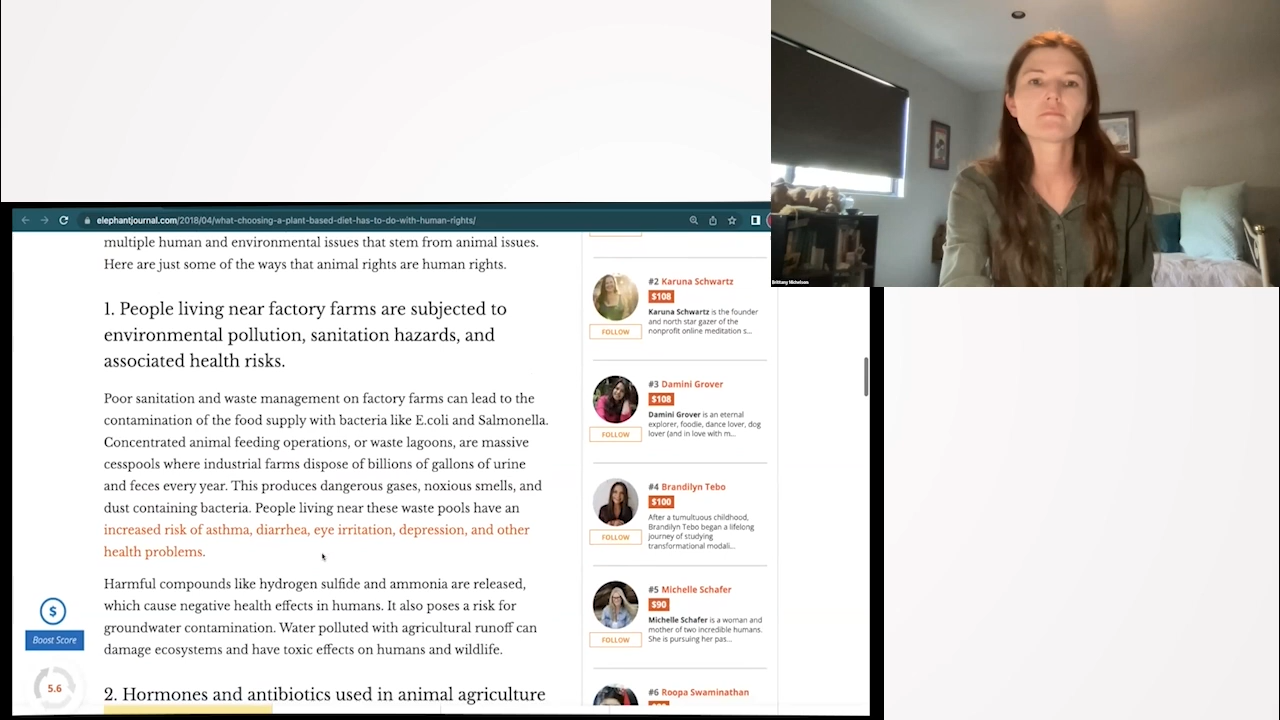 Brittany Michelson
elephantjournal.com/2018/04/what-choosing-a-plant-based-diet-has-to-do-with-human-rights/
multiple human and environmental issues that stem from animal issues.
Here are just some of the ways that animal rights are human rights.
1. People living near factory farms are subjected to
environmental pollution, sanitation hazards, and
associated health risks.
Poor sanitation and waste management on factory farms can lead to the
contamination of the food supply with bacteria like E.coli and Salmonella.
Concentrated animal feeding operations, or waste lagoons, are massive
cesspools where industrial farms dispose of billions of gallons of urine
and feces every year. This produces dangerous gases, noxious smells, and
dust containing bacteria. People living near these waste pools have an
increased risk of asthma, diarrhea, eye irritation, depression, and other
health problems.
Harmful compounds like hydrogen sulfide and ammonia are released,
which cause negative health effects in humans. It also poses a risk for
groundwater contamination. Water polluted with agricultural runoff can
damage ecosystems and have toxic effects on humans and wildlife.
2. Hormones and antibiotics used in animal agriculture
$
Boost Score
5.6
#2 Karuna Schwartz
$108
Karuna Schwartz is the founder
and north star gazer of the
nonprofit online meditation s...
FOLLOW
#3 Damini Grover
$108
Damini Grover is an eternal
explorer, foodie, dance lover, dog
lover (and in love with m...
FOLLOW
#4 Brandilyn Tebo
$100
After a tumultuous childhood,
Brandilyn Tebo began a lifelong
journey of studying
transformational modali...
FOLLOW
#5 Michelle Schafer
$90
Michelle Schafer is a woman and
mother of two incredible humans.
She is pursuing her pas...
FOLLOW
#6 Roopa Swaminathan